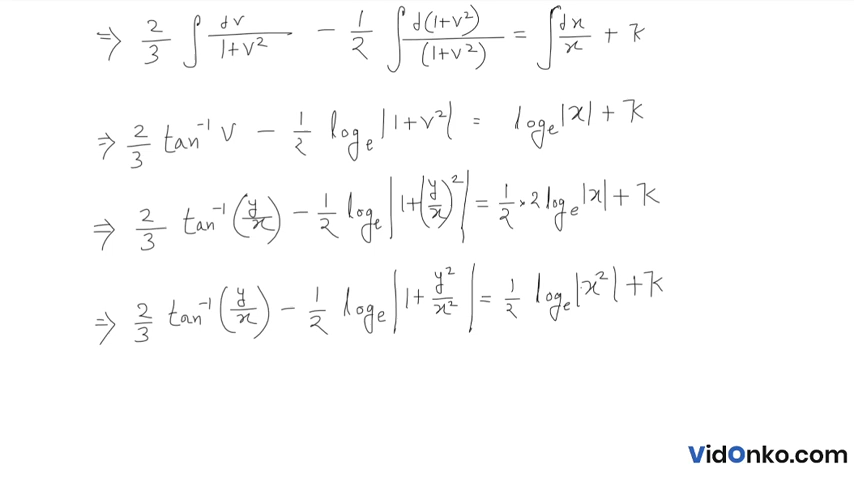 ⇒ 2/3 ∫ dv/(1+v²) − 1/2 ∫ d(1+v²)/(1+v²) = ∫ dx/x + K
⇒ 2/3 tan⁻¹ v − 1/2 logₑ |1+v²| = logₑ|x| + K
⇒ 2/3 tan⁻¹(y/x) − 1/2 logₑ |1+(y/x)²| = 1/2 × 2 logₑ|x| + K
⇒ 2/3 tan⁻¹(y/x) − 1/2 logₑ |1+ y²/x²| = 1/2 logₑ|x²| + K
VidOnko.com